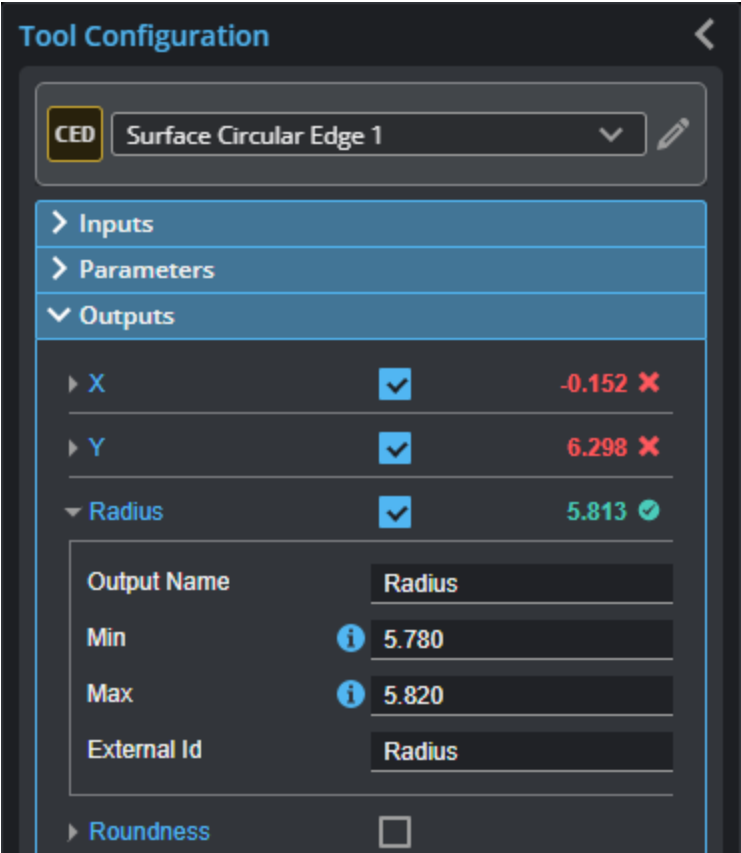 Tool Configuration
CED Surface Circular Edge 1
Inputs
Parameters
Outputs
X -0.152
Y 6.298
Radius 5.813
Output Name Radius
Min 5.780
Max 5.820
External Id Radius
Roundness